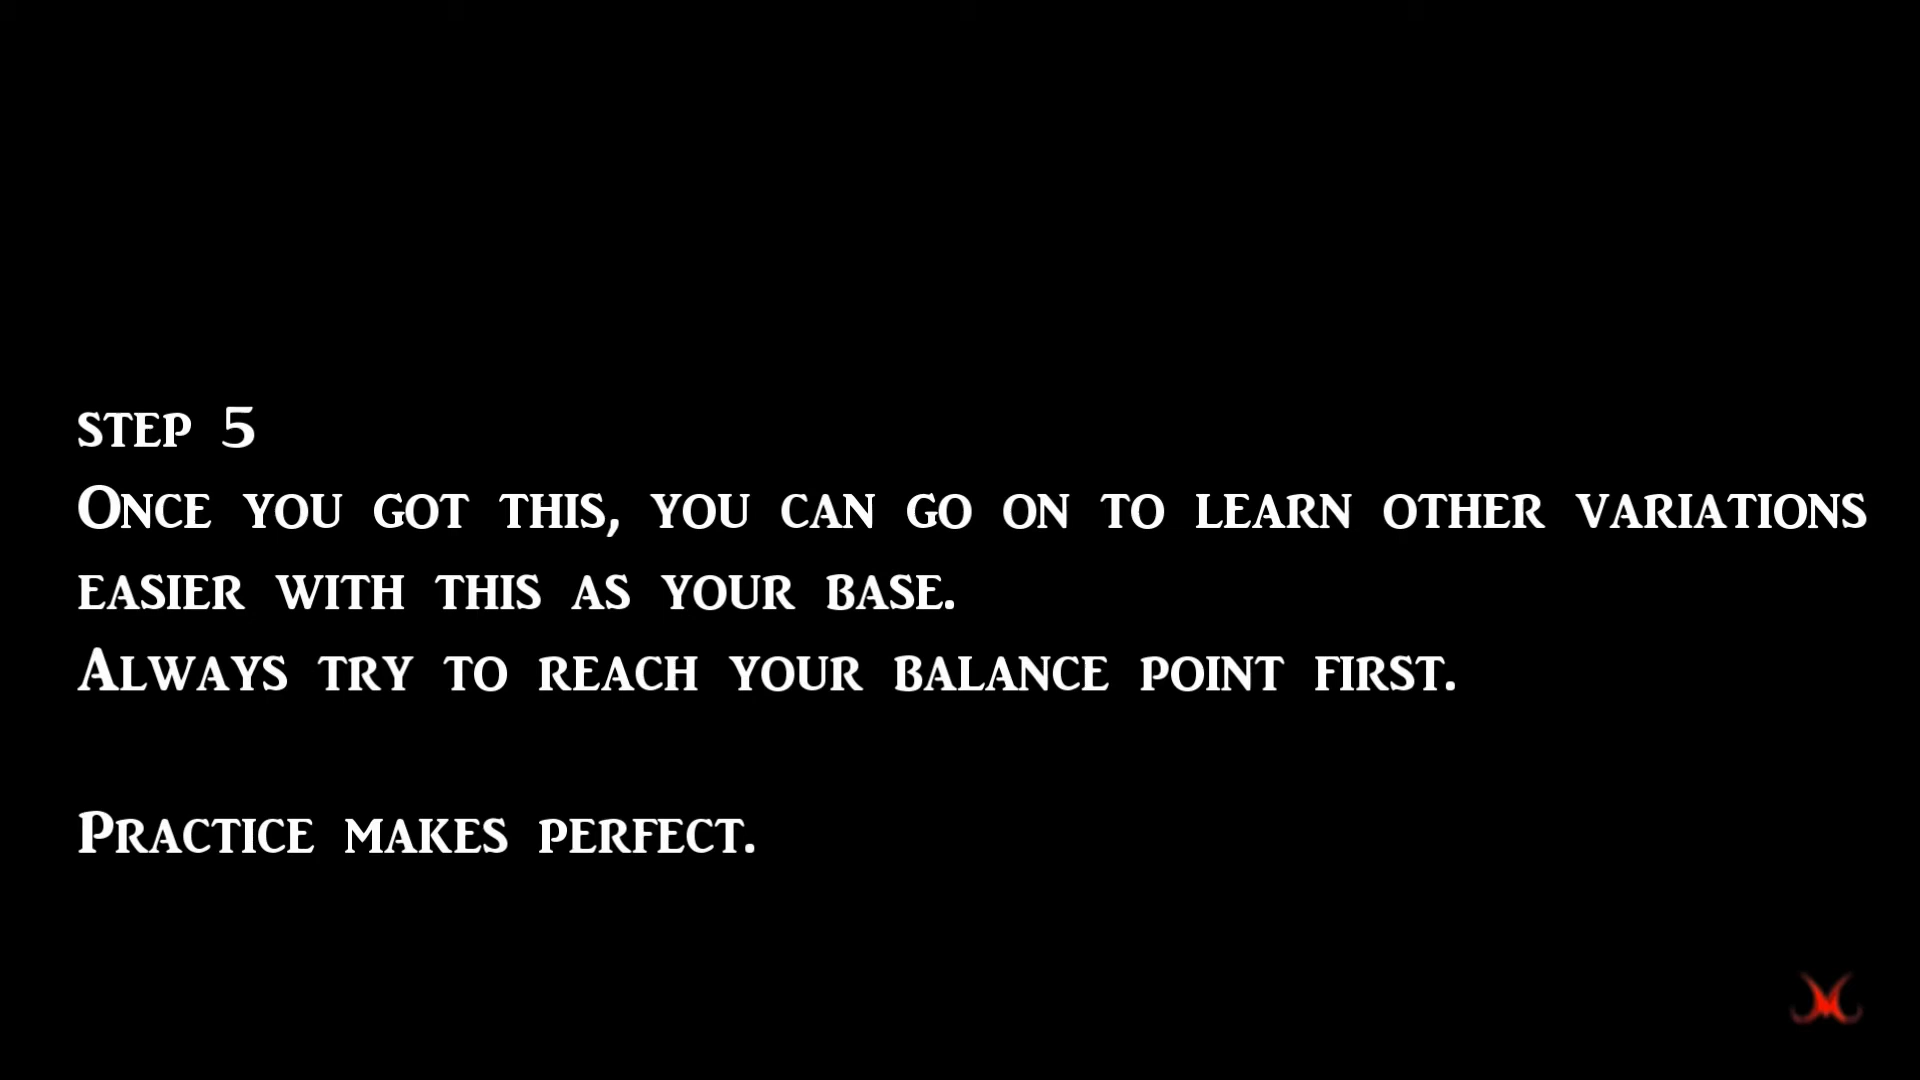 STEP 5
ONCE YOU GOT THIS, YOU CAN GO ON TO LEARN OTHER VARIATIONS
EASIER WITH THIS AS YOUR BASE.
ALWAYS TRY TO REACH YOUR BALANCE POINT FIRST.
PRACTICE MAKES PERFECT.